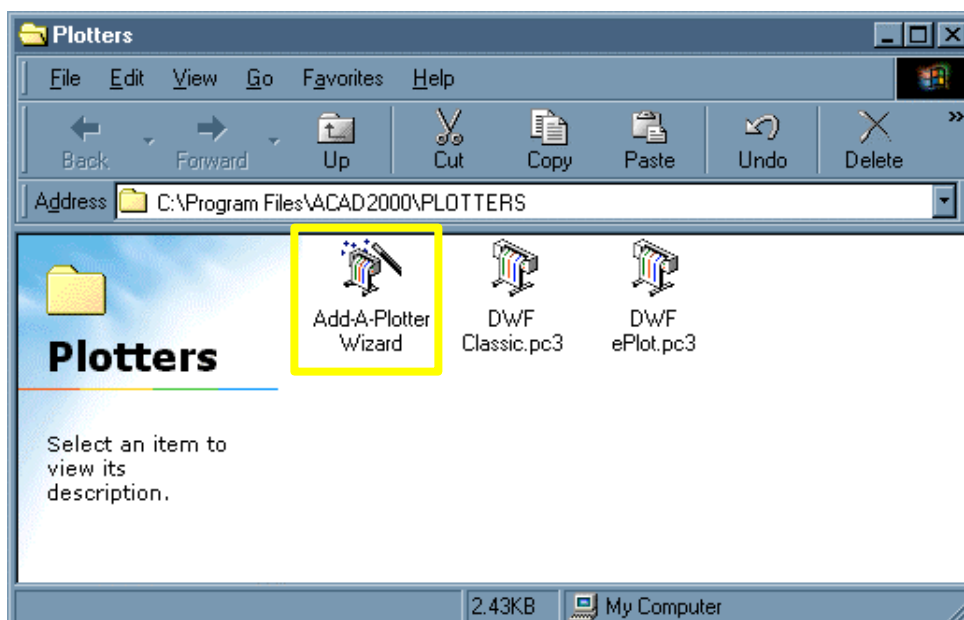 Plotters
File Edit View Go Favorites Help
Back Forward Up Cut Copy Paste Undo Delete »
Address C:\Program Files\ACAD2000\PLOTTERS
Add-A-Plotter
Wizard
DWF
Classic.pc3
DWF
ePlot.pc3
Plotters
Select an item to
view its
description.
2.43KB My Computer